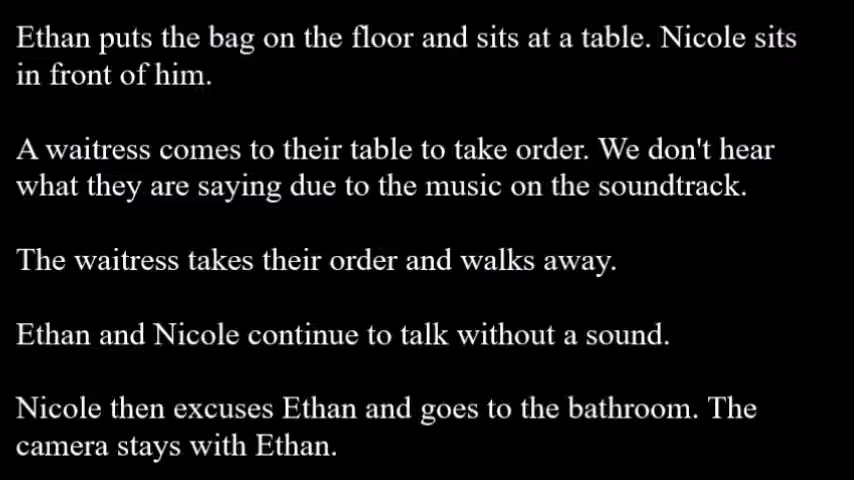 Ethan puts the bag on the floor and sits at a table. Nicole sits
in front of him.
A waitress comes to their table to take order. We don't hear
what they are saying due to the music on the soundtrack.
The waitress takes their order and walks away.
Ethan and Nicole continue to talk without a sound.
Nicole then excuses Ethan and goes to the bathroom. The
camera stays with Ethan.